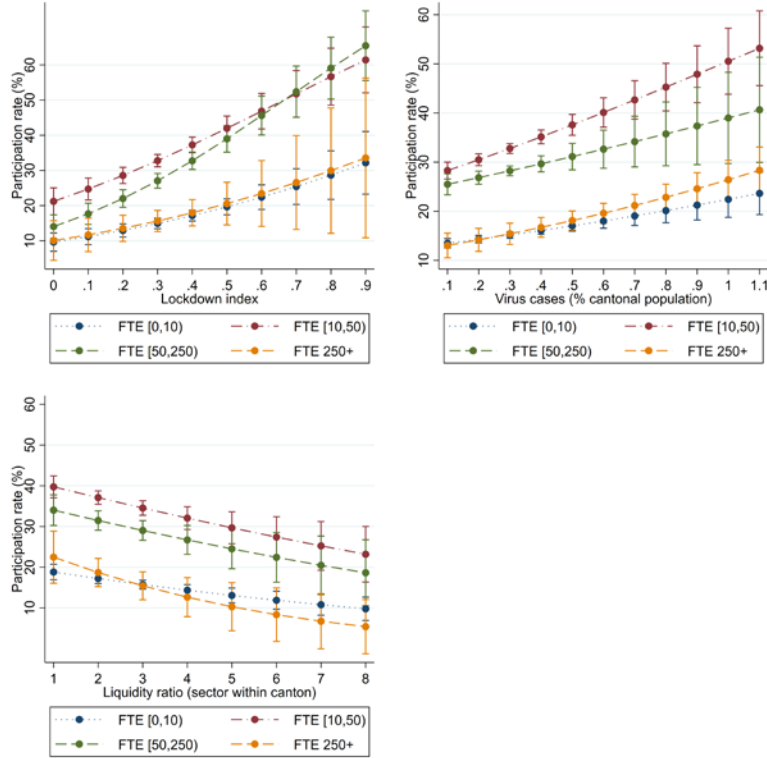 Participation rate (%)
60
50
40
30
20
10
0 .1 .2 .3 .4 .5 .6 .7 .8 .9
Lockdown index
FTE [0,10) FTE [10,50)
FTE [50,250) FTE 250+
Participation rate (%)
60
50
40
30
20
10
.1 .2 .3 .4 .5 .6 .7 .8 .9 1 1.1
Virus cases (% cantonal population)
FTE [0,10) FTE [10,50)
FTE [50,250) FTE 250+
Participation rate (%)
60
50
40
30
20
10
1 2 3 4 5 6 7 8
Liquidity ratio (sector within canton)
FTE [0,10) FTE [10,50)
FTE [50,250) FTE 250+